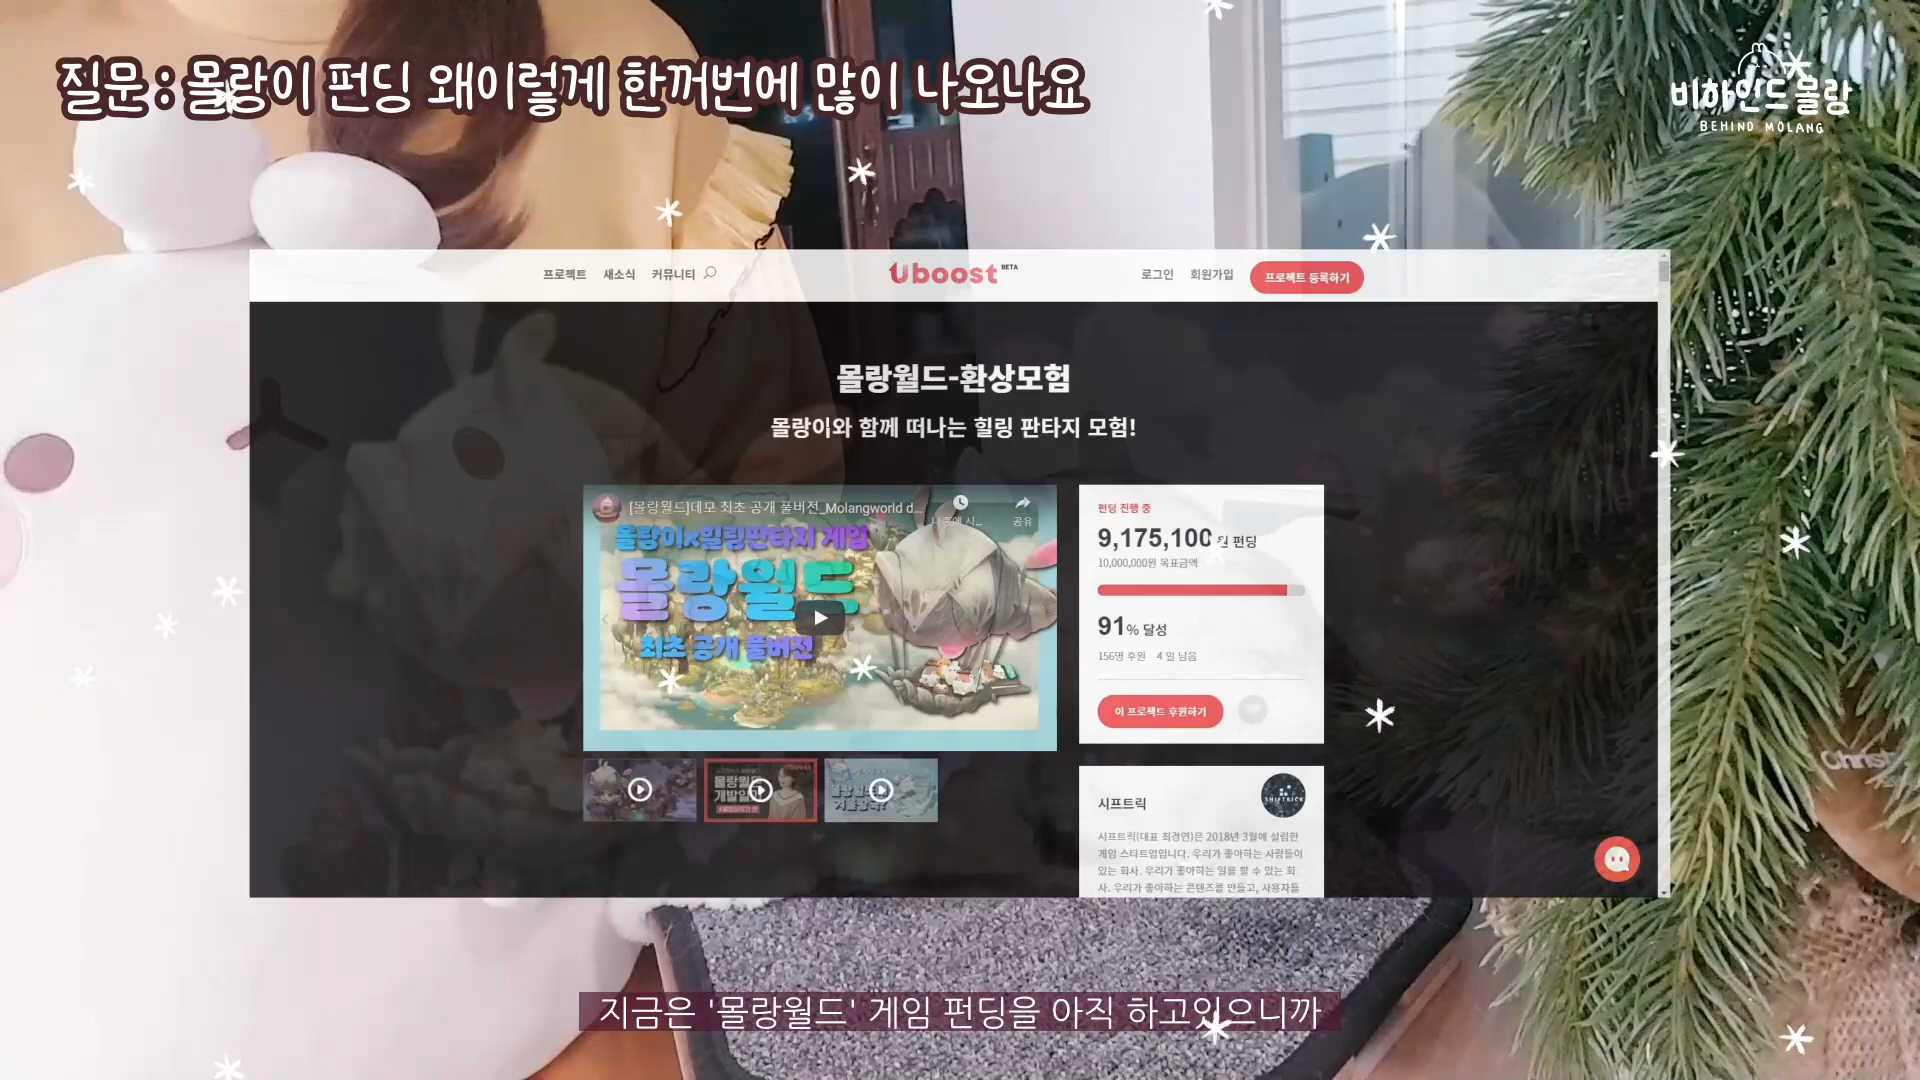 질문 : 몰랑이 펀딩 왜이렇게 한꺼번에 많이 나오나요
비하인드 몰랑
BEHIND MOLANG
프로젝트 새소식 커뮤니티
Uboost BETA
로그인 회원가입 프로젝트 등록하기
몰랑월드-환상모험
몰랑이와 함께 떠나는 힐링 판타지 모험!
[몰랑월드]데모 최초 공개 풀버전_Molangworld d...
공유
몰랑이x힐링판타지 게임
몰랑월드
최초 공개 풀버전
펀딩 진행 중
9,175,100 원 펀딩
10,000,000원 목표금액
91% 달성
156명 후원 4 일 남음
이 프로젝트 후원하기
몰랑월드
시프트릭
SHIFTRICK
시프트릭(대표 최경연)은 2018년 3월에 설립한
게임 스타트업입니다. 우리가 좋아하는 사람들이
있는 회사. 우리가 좋아하는 일을 할 수 있는 회
사. 우리가 좋아하는 콘텐츠를 만들고, 사용자들
지금은 '몰랑월드' 게임 펀딩을 아직 하고있으니까